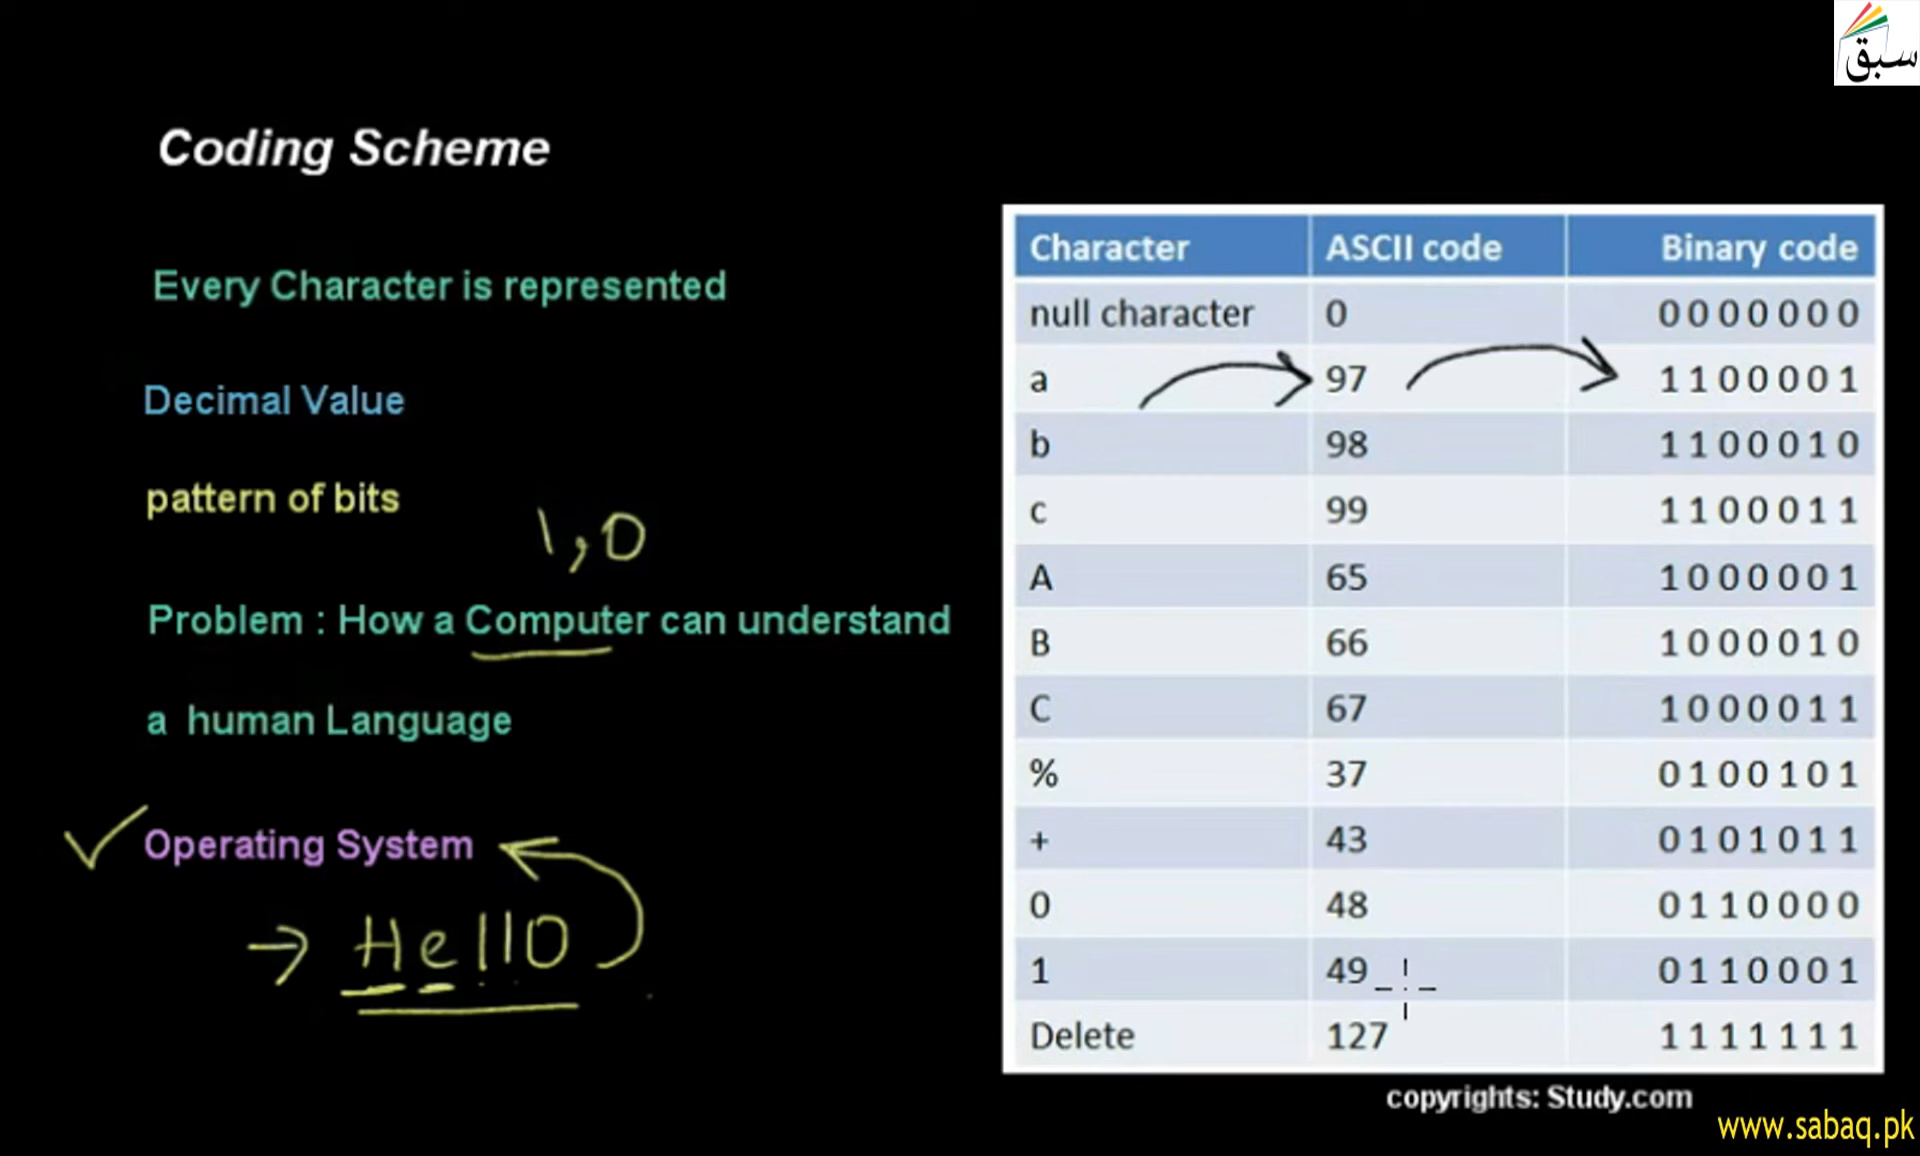 سبق
Coding Scheme
Every Character is represented
Decimal Value
pattern of bits
1,0
Problem : How a Computer can understand
a human Language
Operating System
→ Hello
Character ASCII code Binary code
null character 0 0000000
a 97 1100001
b 98 1100010
c 99 1100011
A 65 1000001
B 66 1000010
C 67 1000011
% 37 0100101
+ 43 0101011
0 48 0110000
1 49 0110001
Delete 127 1111111
copyrights: Study.com
www.sabaq.pk